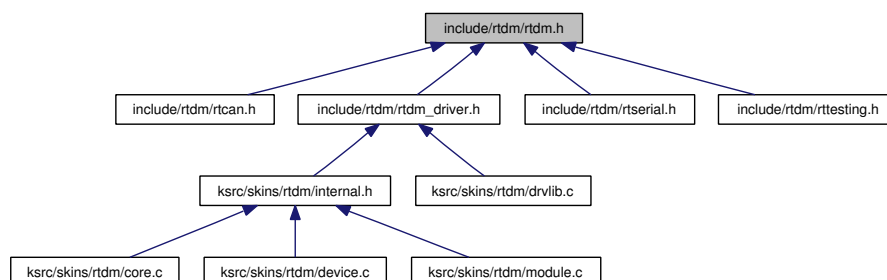 include/rtdm/rtdm.h
include/rtdm/rtcan.h
include/rtdm/rtdm_driver.h
include/rtdm/rtserial.h
include/rtdm/rttesting.h
ksrc/skins/rtdm/internal.h
ksrc/skins/rtdm/drvlib.c
ksrc/skins/rtdm/core.c
ksrc/skins/rtdm/device.c
ksrc/skins/rtdm/module.c